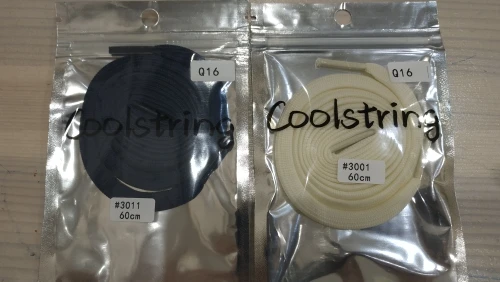 Q16
Coolstring
#3011
60cm
Q16
Coolstring
#3001
60cm